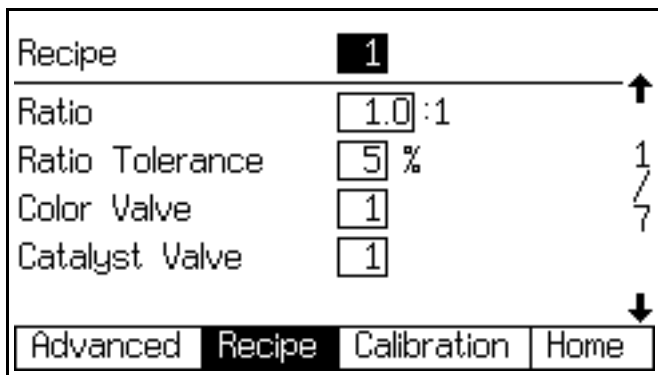 Recipe 1
Ratio 1.0 :1
Ratio Tolerance 5 %
Color Valve 1
Catalyst Valve 1
1
/
7
Advanced Recipe Calibration Home